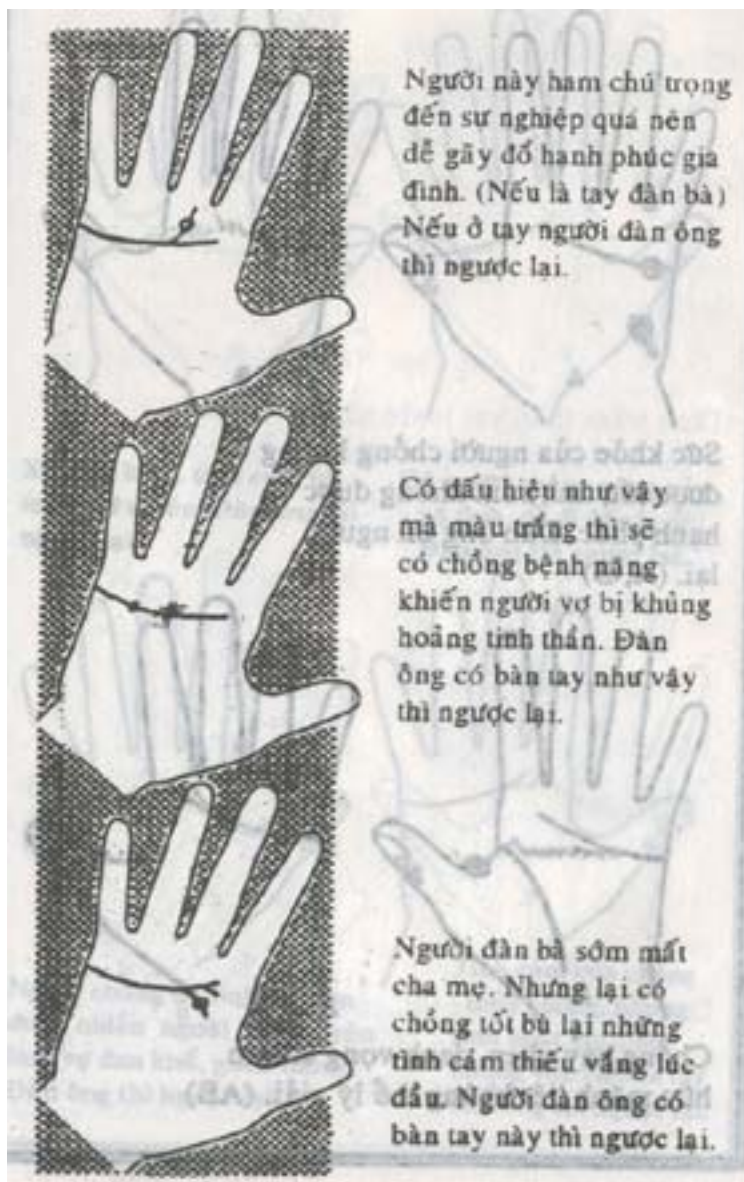 Người này ham chú trọng
đến sự nghiệp quá nên
dễ gãy đổ hạnh phúc gia
đình. (Nếu là tay đàn bà)
Nếu ở tay người đàn ông
thì ngược lại.
Có dấu hiệu như vậy
mà màu trắng thì sẽ
có chồng bệnh nặng
khiến người vợ bị khủng
hoảng tinh thần. Đàn
ông có bàn tay như vậy
thì ngược lại.
Người đàn bà sớm mất
cha mẹ. Nhưng lại có
chồng tốt bù lại những
tình cảm thiếu vắng lúc
đầu. Người đàn ông có
bàn tay này thì ngược lại.